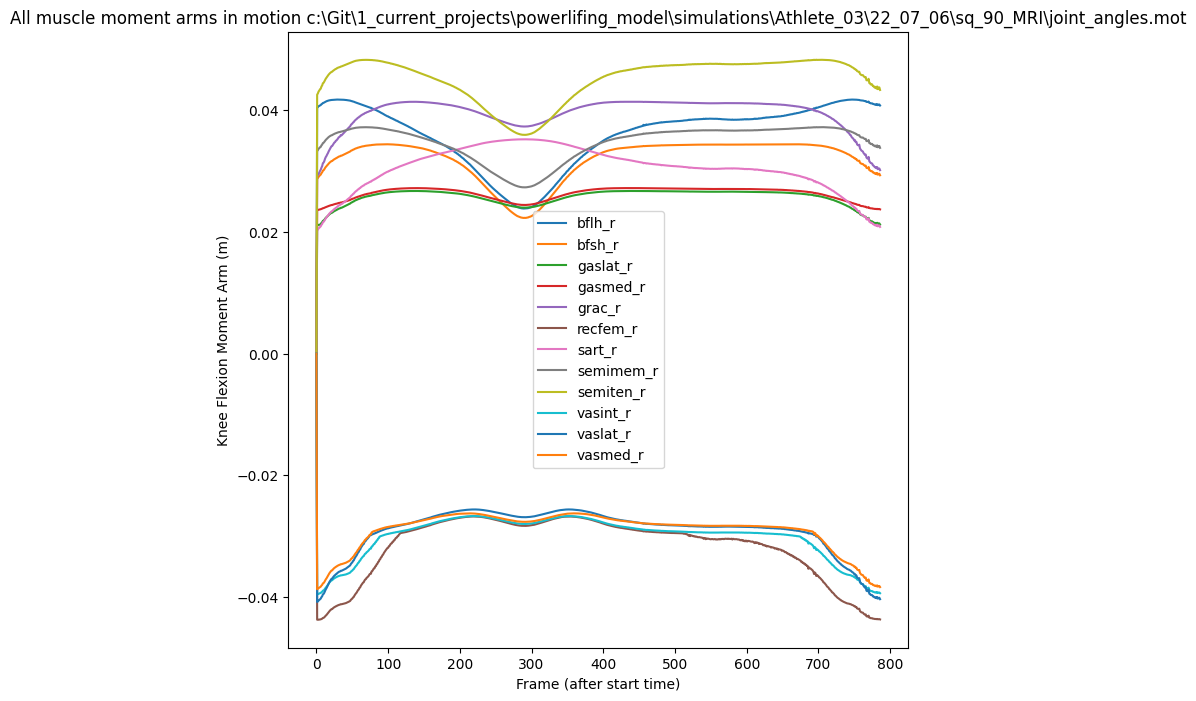 All muscle moment arms in motion c:\Git\1_current_projects\powerlifing_model\simulations\Athlete_03\22_07_06\sq_90_MRI\joint_angles.mot
Knee Flexion Moment Arm (m)
0.04
0.02
0.00
−0.02
−0.04
bflh_r
bfsh_r
gaslat_r
gasmed_r
grac_r
recfem_r
sart_r
semimem_r
semiten_r
vasint_r
vaslat_r
vasmed_r
0 100 200 300 400 500 600 700 800
Frame (after start time)